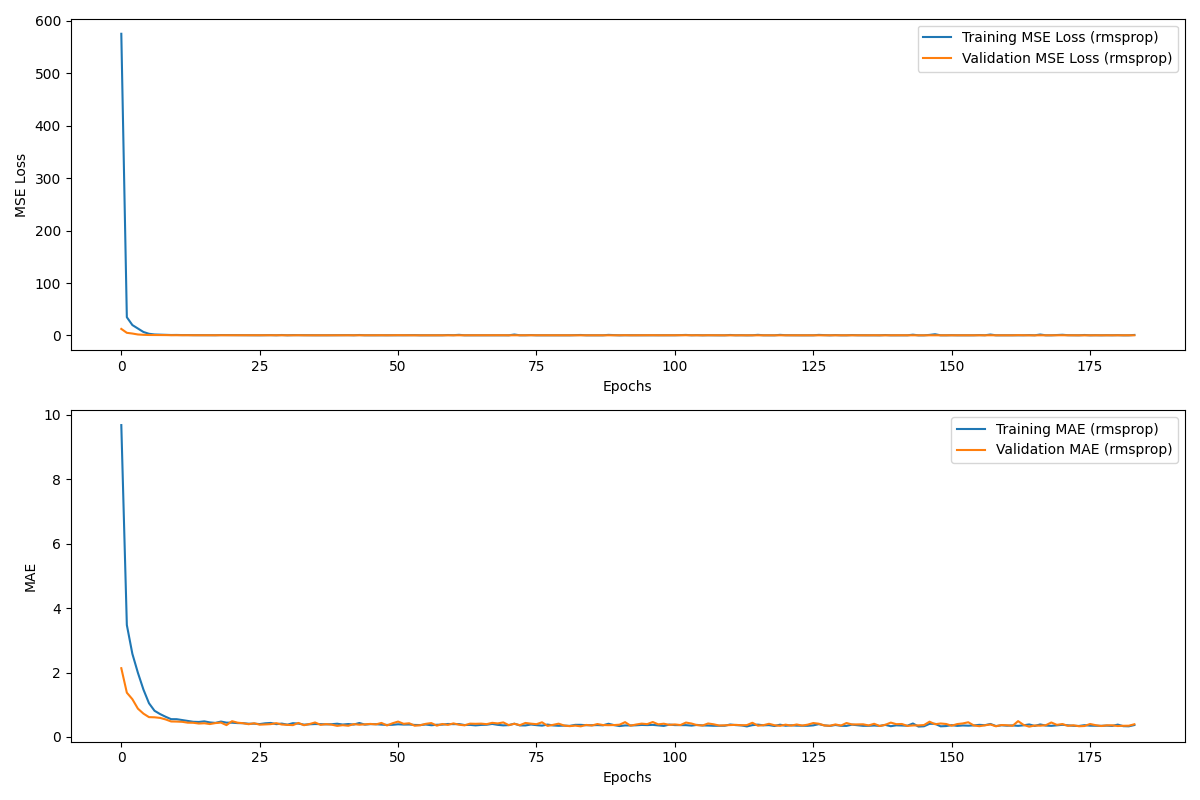 600
500
400
300
200
100
0
MSE Loss
Training MSE Loss (rmsprop)
Validation MSE Loss (rmsprop)
0 25 50 75 100 125 150 175
Epochs
10
8
6
4
2
0
MAE
Training MAE (rmsprop)
Validation MAE (rmsprop)
0 25 50 75 100 125 150 175
Epochs